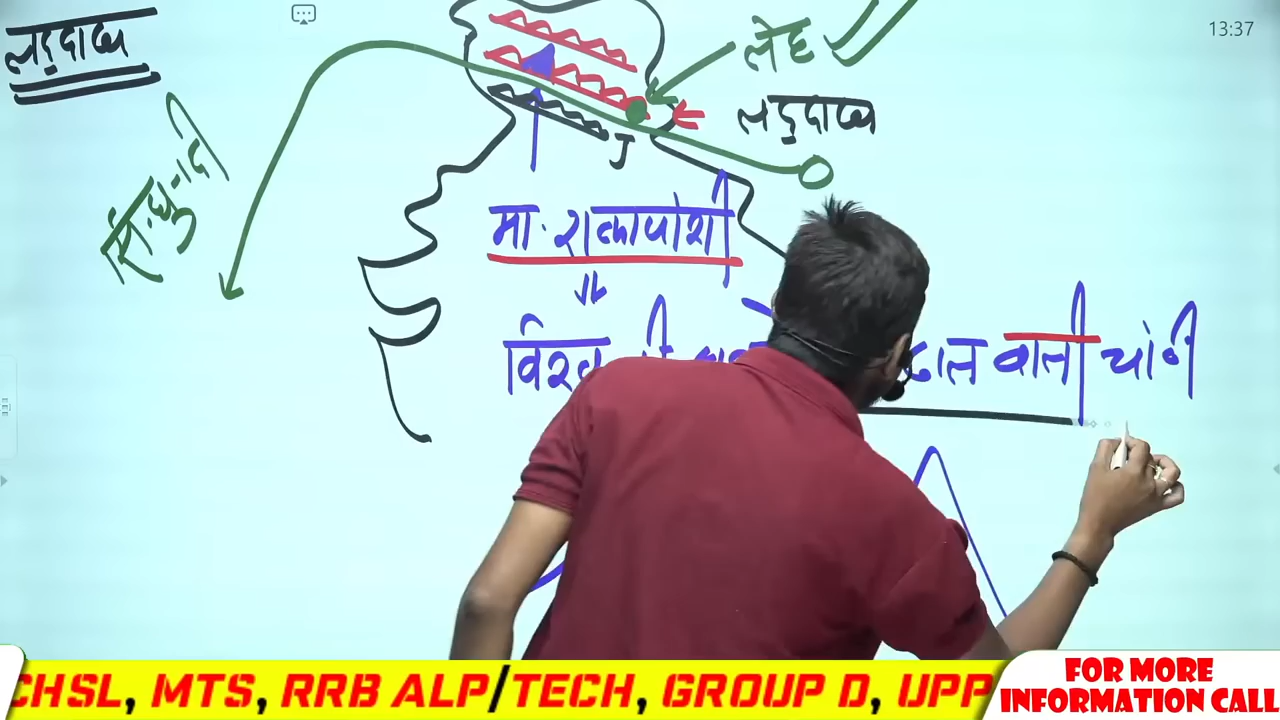 लद्दाख
13:37
लेह
लद्दाख
सिंधु नदी
J
मा. राकापोशी
विश्व
ढाल वाली चोटी
CHSL, MTS, RRB ALP/TECH, GROUP D, UPP
FOR MORE
INFORMATION CALL